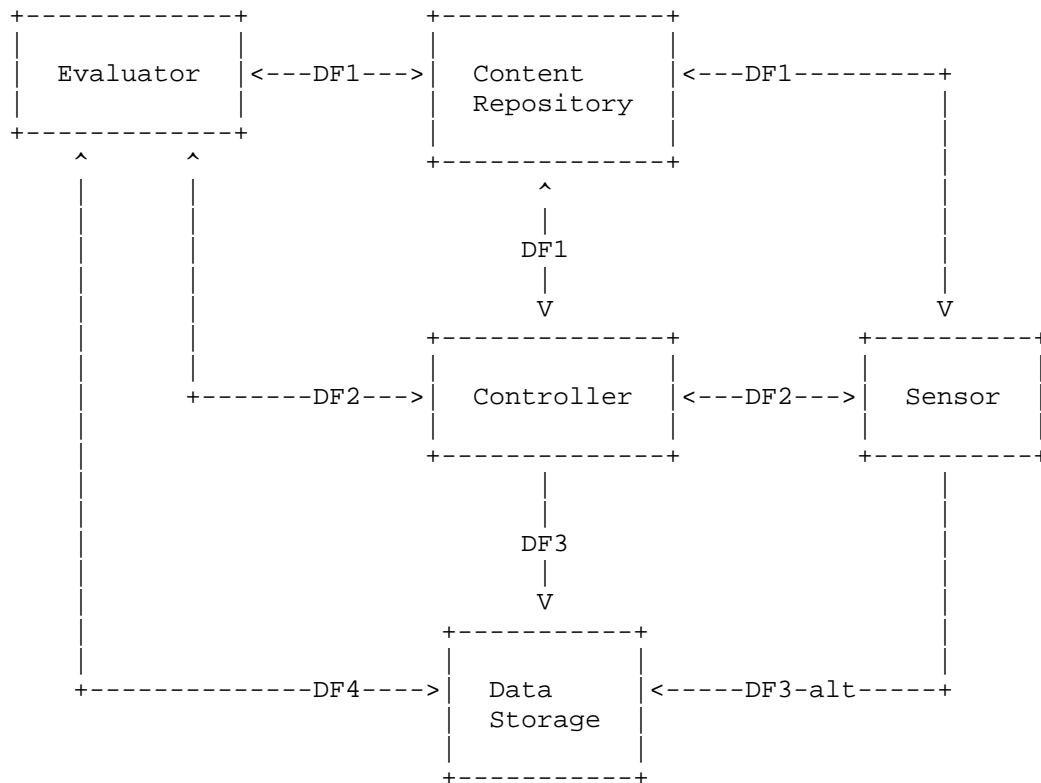 Evaluator <---DF1---> Content <---DF1---------+
Repository
DF1
V V
+-------DF2---> Controller <---DF2---> Sensor
DF3
V
+--------------DF4----> Data <-----DF3-alt-----+
Storage